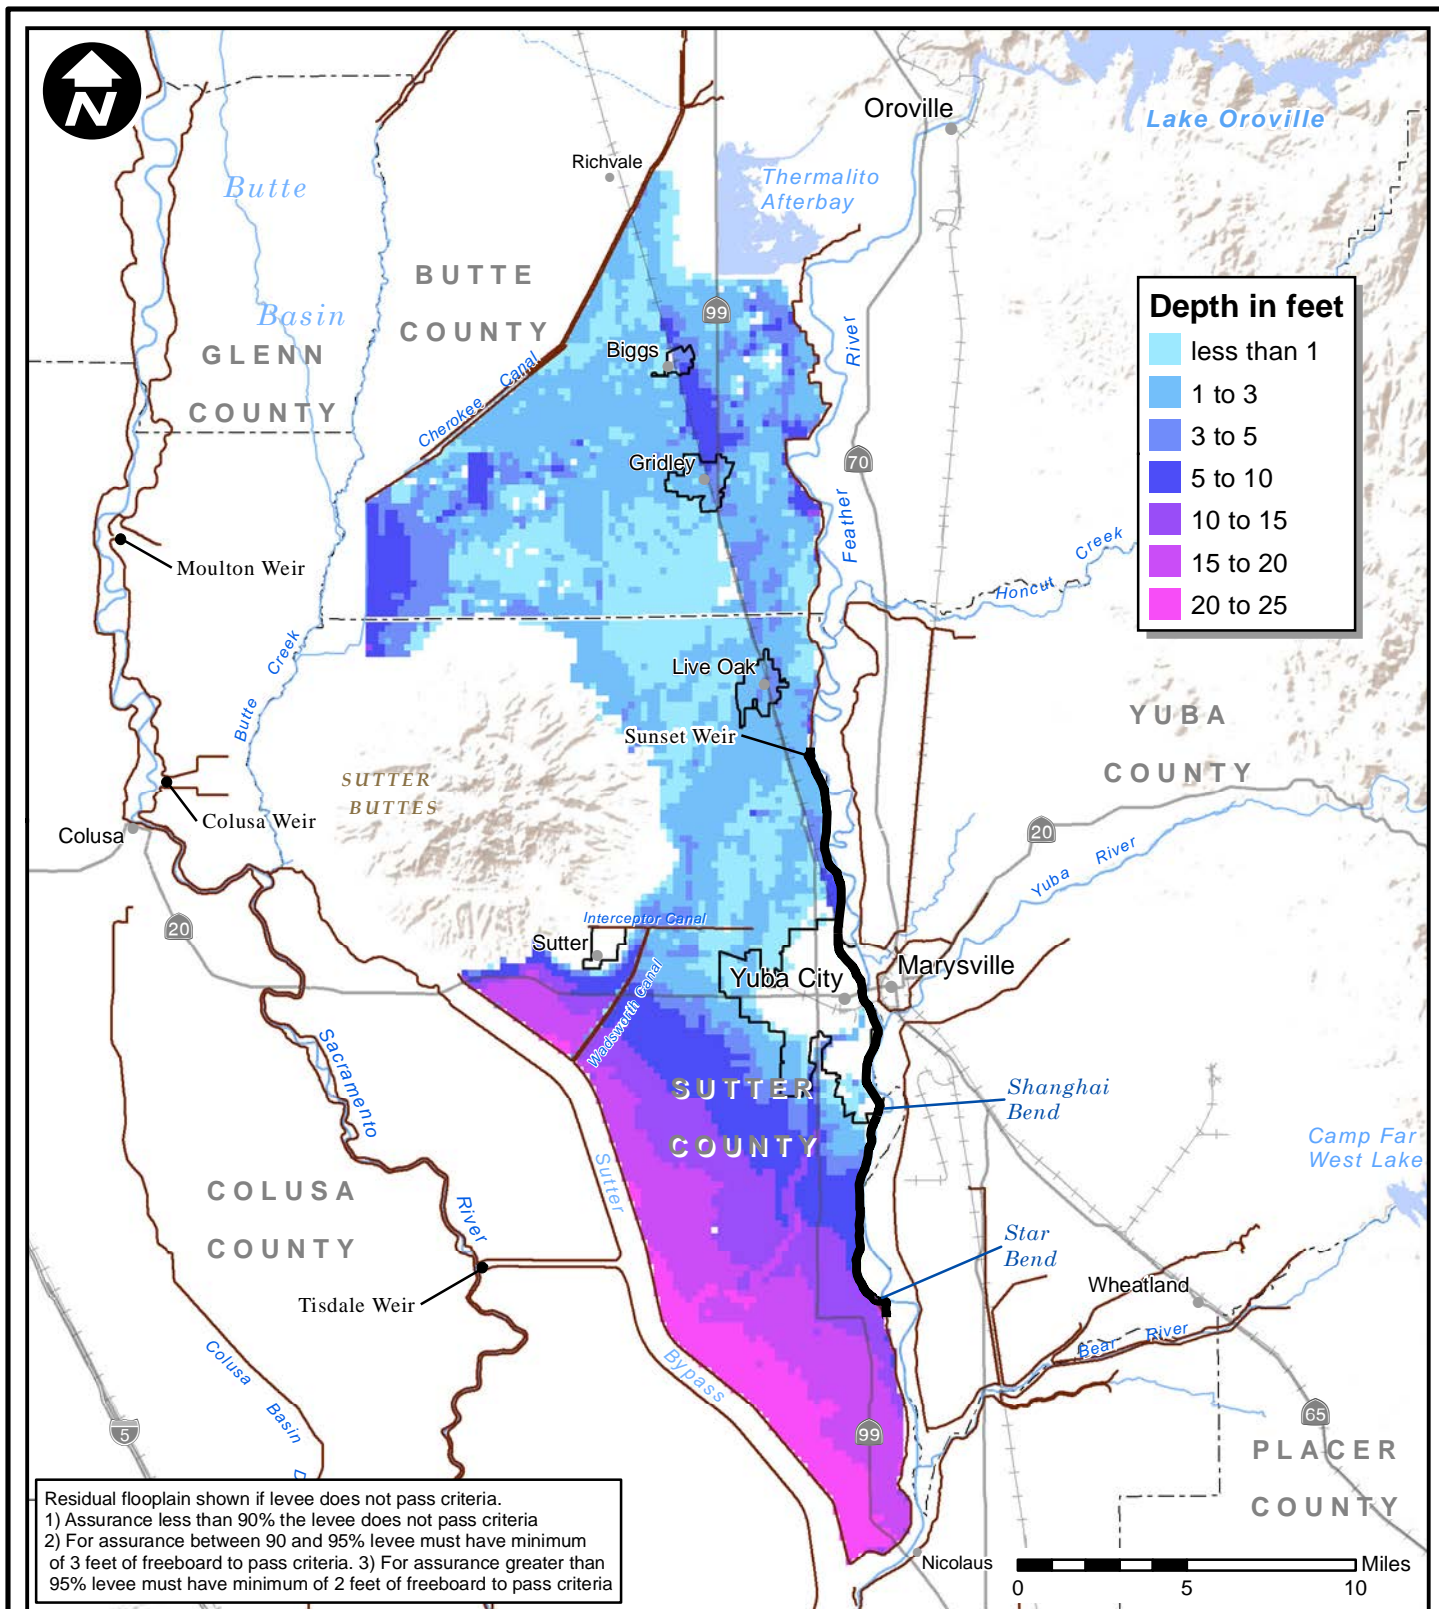 N
Oroville
Lake Oroville
Richvale
Thermalito
Afterbay
Butte
Basin
BUTTE
COUNTY
GLENN
COUNTY
99
River
Biggs
Cherokee Canal
Depth in feet
less than 1
1 to 3
3 to 5
5 to 10
10 to 15
15 to 20
20 to 25
Gridley
70
Feather
Moulton Weir
Honcut Creek
Butte Creek
Live Oak
Sunset Weir
YUBA
COUNTY
SUTTER
BUTTES
Colusa Weir
Colusa
20
Yuba River
20
Interceptor Canal
Sutter
Wadsworth Canal
Yuba City
Marysville
Sacramento
River
SUTTER
COUNTY
Shanghai
Bend
Camp Far
West Lake
COLUSA
COUNTY
Sutter
Bypass
Star
Bend
Tisdale Weir
Wheatland
Bear River
Colusa Basin D
5
99
65
PLACER
COUNTY
Residual flooplain shown if levee does not pass criteria.
1) Assurance less than 90% the levee does not pass criteria
2) For assurance between 90 and 95% levee must have minimum
of 3 feet of freeboard to pass criteria. 3) For assurance greater than
95% levee must have minimum of 2 feet of freeboard to pass criteria
Nicolaus
Miles
0 5 10